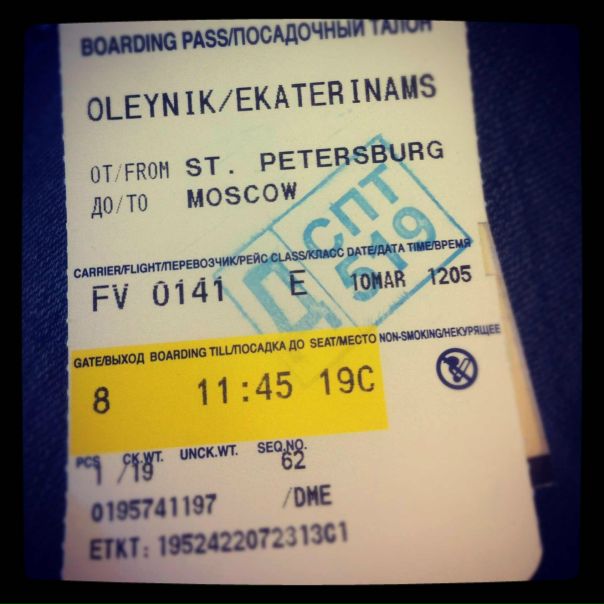 BOARDING PASS/ПОСАДОЧНЫЙ ТАЛОН
OLEYNIK/EKATERINAMS
ОТ/FROM ST. PETERSBURG
ДО/TO MOSCOW
Д СПТ 519
CARRIER/FLIGHT/ПЕРЕВОЗЧИК/РЕЙС CLASS/КЛАСС DATE/ДАТА TIME/ВРЕМЯ
FV 0141 E 10MAR 1205
GATE/ВЫХОД BOARDING TILL/ПОСАДКА ДО SEAT/МЕСТО NON-SMOKING/НЕКУРЯЩЕЕ
8 11:45 19C
PCS CK.WT. UNCK.WT. SEQ.NO.
1 /19 62
0195741197 /DME
ETKT: 1952422072313C1